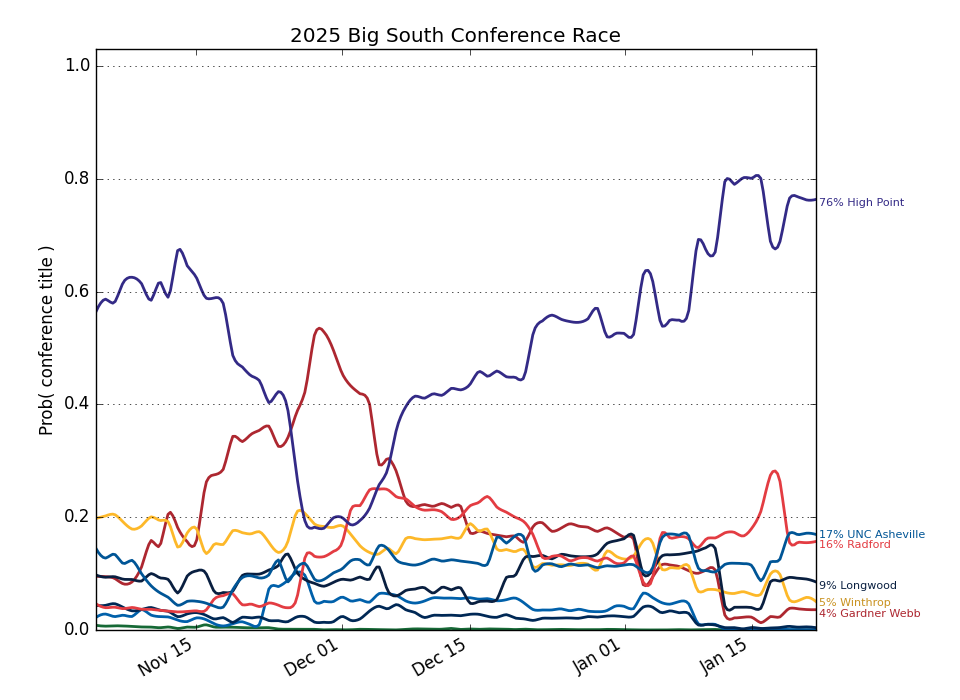 2025 Big South Conference Race
Prob( conference title )
1.0
0.8
0.6
0.4
0.2
0.0
Nov 15
Dec 01
Dec 15
Jan 01
Jan 15
76% High Point
17% UNC Asheville
16% Radford
9% Longwood
5% Winthrop
4% Gardner Webb